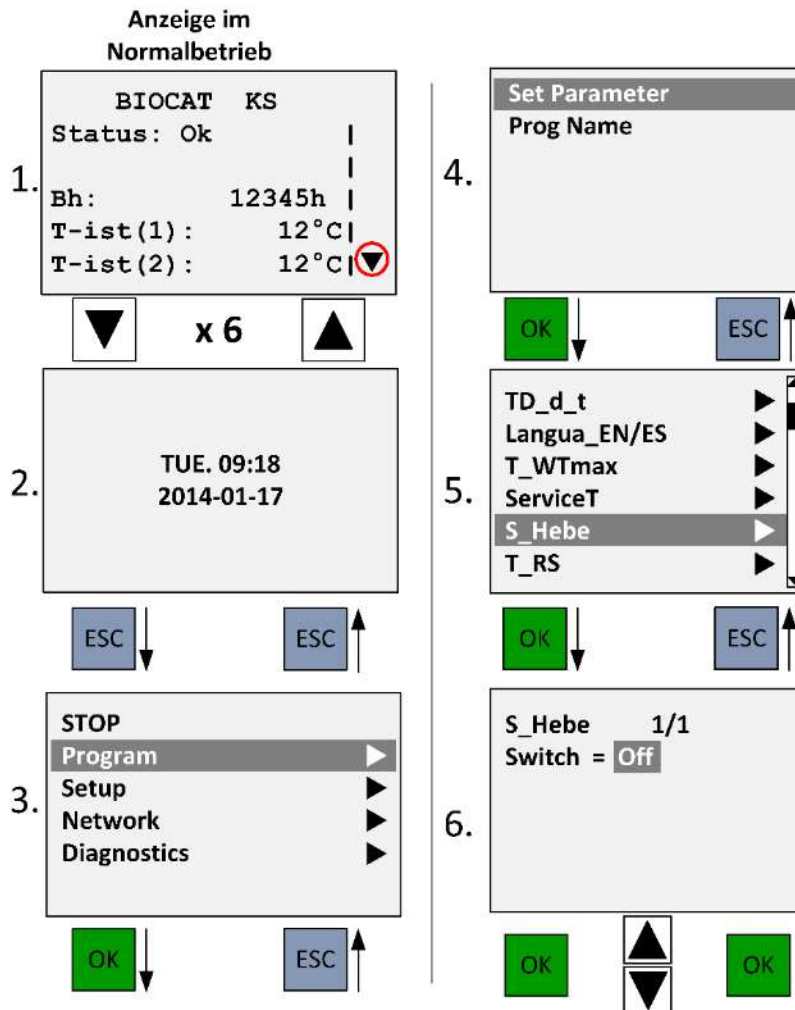 Anzeige im
Normalbetrieb
1.
BIOCAT KS
Status: Ok
Bh: 12345h
T-ist(1): 12°C
T-ist(2): 12°C
x 6
2.
TUE. 09:18
2014-01-17
ESC ESC
3.
STOP
Program
Setup
Network
Diagnostics
OK ESC
4.
Set Parameter
Prog Name
OK ESC
5.
TD_d_t
Langua_EN/ES
T_WTmax
ServiceT
S_Hebe
T_RS
OK ESC
6.
S_Hebe 1/1
Switch = Off
OK OK